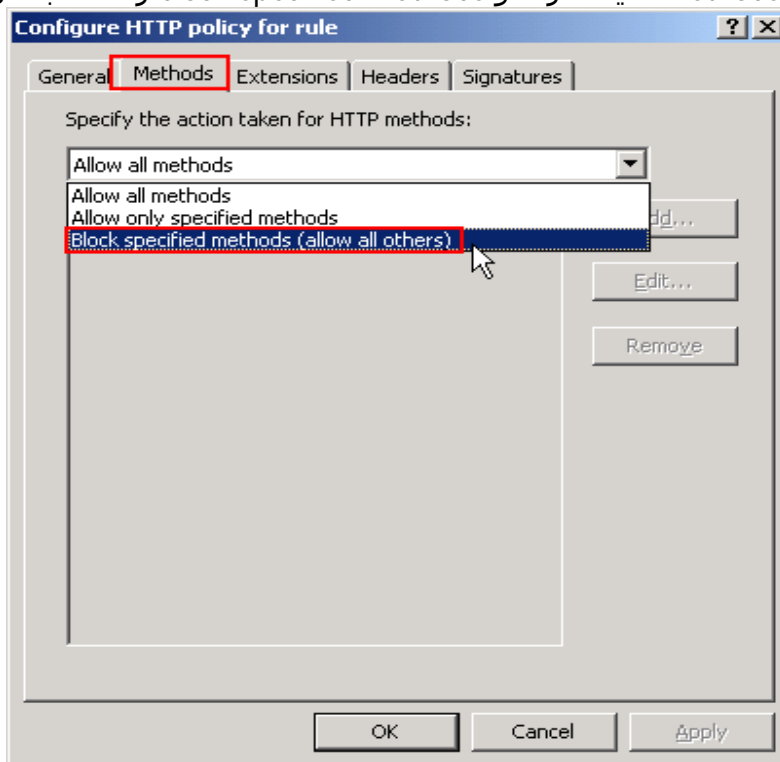 Configure HTTP policy for rule
General Methods Extensions Headers Signatures
Specify the action taken for HTTP methods:
Allow all methods
Allow all methods
Allow only specified methods
Block specified methods (allow all others)
dd...
Edit...
Remove
OK Cancel Apply